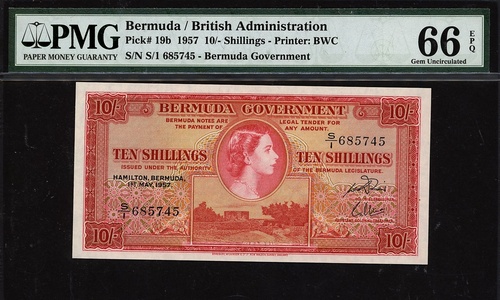 PMG
PAPER MONEY GUARANTY
Bermuda / British Administration
Pick# 19b 1957 10/- Shillings - Printer: BWC
S/N S/1 685745 - Bermuda Government
66 EPQ
Gem Uncirculated
10/- BERMUDA GOVERNMENT 10/-
BERMUDA NOTES ARE LEGAL TENDER FOR
THE PAYMENT OF ANY AMOUNT.
S/1 685745
TEN SHILLINGS TEN SHILLINGS
ISSUED UNDER THE AUTHORITY OF THE BERMUDA LEGISLATURE.
HAMILTON, BERMUDA,
1ST MAY, 1957.
S/1 685745
10/- 10/-